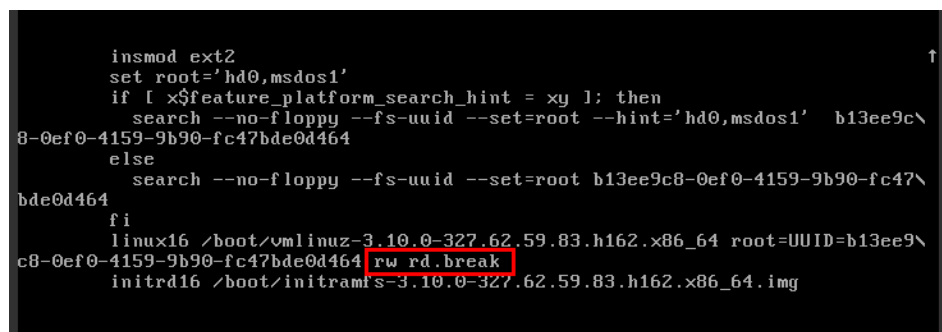 insmod ext2 ↑
set root='hd0,msdos1'
if [ x$feature_platform_search_hint = xy ]; then
search --no-floppy --fs-uuid --set=root --hint='hd0,msdos1'  b13ee9c\
8-0ef0-4159-9b90-fc47bde0d464
else
search --no-floppy --fs-uuid --set=root b13ee9c8-0ef0-4159-9b90-fc47\
bde0d464
fi
linux16 /boot/vmlinuz-3.10.0-327.62.59.83.h162.x86_64 root=UUID=b13ee9\
c8-0ef0-4159-9b90-fc47bde0d464 rw rd.break
initrd16 /boot/initramfs-3.10.0-327.62.59.83.h162.x86_64.img